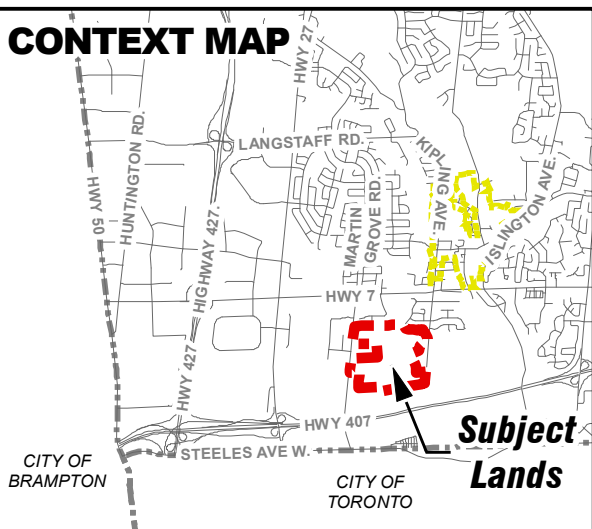 CONTEXT MAP
HWY 27
LANGSTAFF RD.
KIPLING AVE.
HUNTINGTON RD.
HWY 50
HIGHWAY 427.
MARTIN
GROVE RD.
ISLINGTON AVE.
HWY 7
HWY 427
HWY 407
STEELES AVE W.
Subject
Lands
CITY OF
BRAMPTON
CITY OF
TORONTO